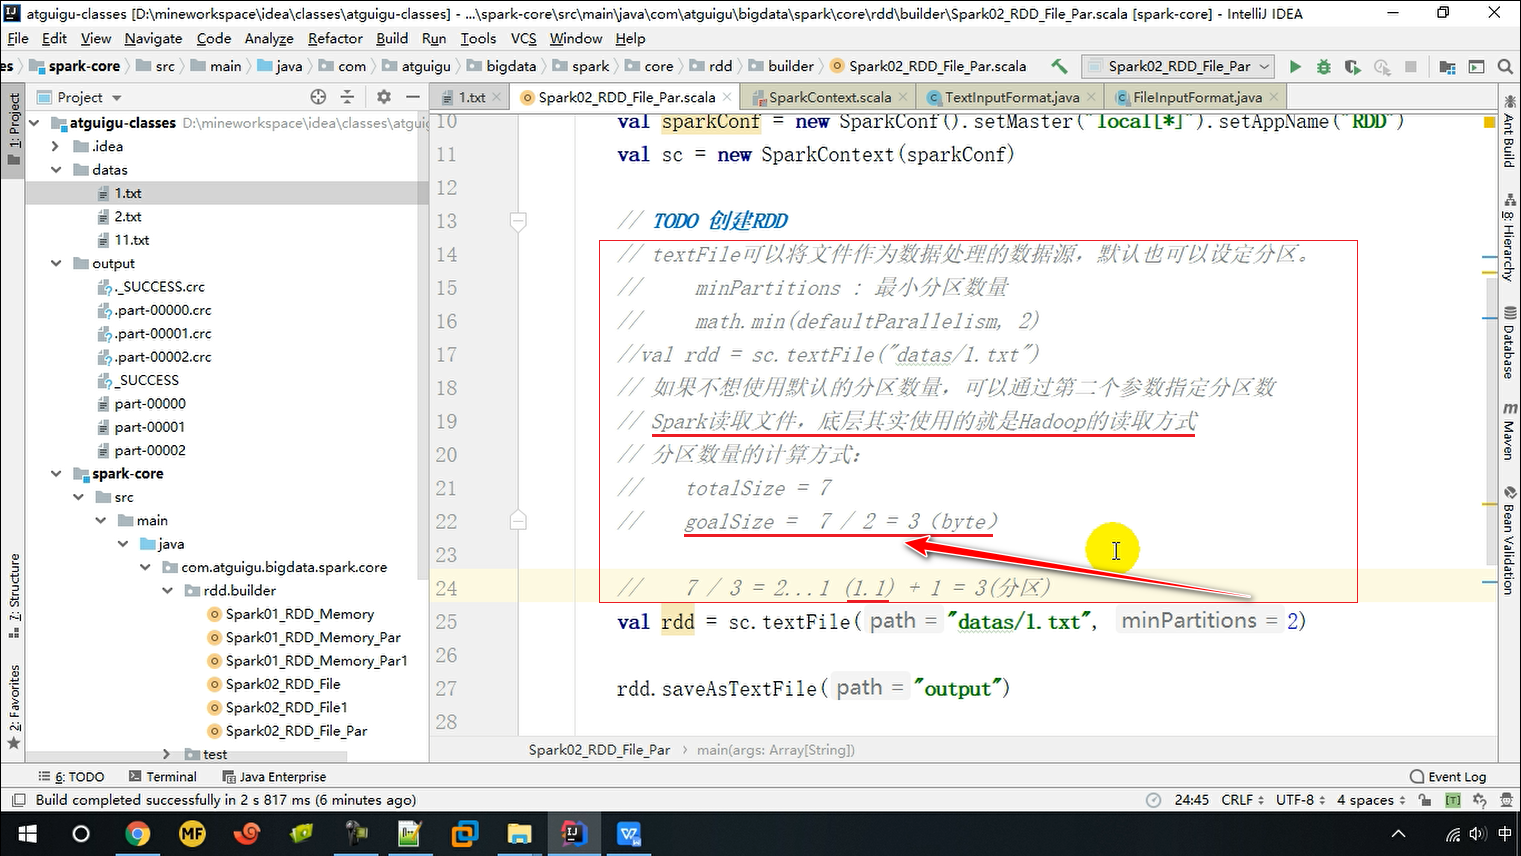 atguigu-classes [D:\mineworkspace\idea\classes\atguigu-classes] - ...\spark-core\src\main\java\com\atguigu\bigdata\spark\core\rdd\builder\Spark02_RDD_File_Par.scala [spark-core] - IntelliJ IDEA
File Edit View Navigate Code Analyze Refactor Build Run Tools VCS Window Help
es spark-core src main java com atguigu bigdata spark core rdd builder Spark02_RDD_File_Par.scala Spark02_RDD_File_Par
Project 1.txt Spark02_RDD_File_Par.scala SparkContext.scala TextInputFormat.java FileInputFormat.java
1: Project
7: Structure
2: Favorites
atguigu-classes D:\mineworkspace\idea\classes\atguigu
.idea
datas
1.txt
2.txt
11.txt
output
._SUCCESS.crc
.part-00000.crc
.part-00001.crc
.part-00002.crc
_SUCCESS
part-00000
part-00001
part-00002
spark-core
src
main
java
com.atguigu.bigdata.spark.core
rdd.builder
Spark01_RDD_Memory
Spark01_RDD_Memory_Par
Spark01_RDD_Memory_Par1
Spark02_RDD_File
Spark02_RDD_File1
Spark02_RDD_File_Par
test
10 val sparkConf = new SparkConf().setMaster("local[*]").setAppName("RDD")
11 val sc = new SparkContext(sparkConf)
12
13 // TODO 创建RDD
14 // textFile可以将文件作为数据处理的数据源，默认也可以设定分区。
15 // minPartitions : 最小分区数量
16 // math.min(defaultParallelism, 2)
17 //val rdd = sc.textFile("datas/1.txt")
18 // 如果不想使用默认的分区数量，可以通过第二个参数指定分区数
19 // Spark读取文件，底层其实使用的就是Hadoop的读取方式
20 // 分区数量的计算方式：
21 // totalSize = 7
22 // goalSize = 7 / 2 = 3（byte）
23
24 // 7 / 3 = 2...1 (1.1) + 1 = 3(分区)
25 val rdd = sc.textFile( path = "datas/1.txt", minPartitions = 2)
26
27 rdd.saveAsTextFile( path = "output")
28
Spark02_RDD_File_Par main(args: Array[String])
Ant Build
8: Hierarchy
Database
m Maven
Bean Validation
6: TODO Terminal Java Enterprise Event Log
Build completed successfully in 2 s 817 ms (6 minutes ago) 24:45 CRLF UTF-8 4 spaces [T]
MF 中